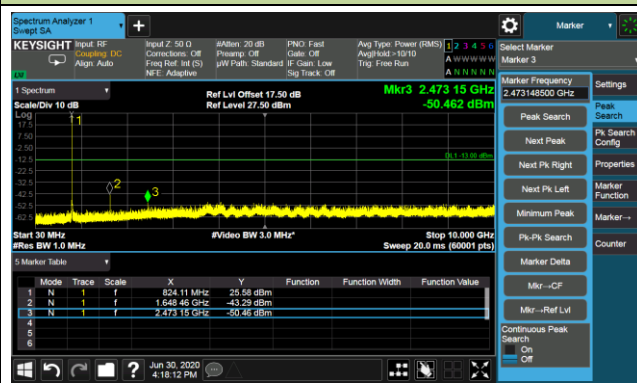 Spectrum Analyzer 1
Swept SA
Marker
KEYSIGHT
Input: RF
Coupling: DC
Align: Auto
Input Z: 50 Ω
Corrections: Off
Freq Ref: Int (S)
NFE: Adaptive
#Atten: 20 dB
Preamp: Off
µW Path: Standard
PNO: Fast
Gate: Off
IF Gain: Low
Sig Track: Off
Avg Type: Power (RMS)
Avg|Hold:>10/10
Trig: Free Run
1 2 3 4 5 6
A W W W W W
A N N N N N
LW
Select Marker
Marker 3
1 Spectrum
Scale/Div 10 dB
Log
Ref Lvl Offset 17.50 dB
Ref Level 27.50 dBm
Mkr3 2.473 15 GHz
-50.462 dBm
17.5
7.50
-2.50
-12.5
-22.5
-32.5
-42.5
-52.5
-62.5
1
2
3
DL1 -13.00 dBm
Start 30 MHz
#Res BW 1.0 MHz
#Video BW 3.0 MHz*
Stop 10.000 GHz
Sweep 20.0 ms (60001 pts)
5 Marker Table
Mode Trace Scale X Y Function Function Width Function Value
1 N 1 f 824.11 MHz 25.58 dBm
2 N 1 f 1.648 46 GHz -43.29 dBm
3 N 1 f 2.473 15 GHz -50.46 dBm
4
5
6
Jun 30, 2020
4:18:12 PM
Marker Frequency
2.473148500 GHz
Peak Search
Next Peak
Next Pk Right
Next Pk Left
Minimum Peak
Pk-Pk Search
Marker Delta
Mkr→CF
Mkr→Ref Lvl
Continuous Peak
Search
On
Off
Settings
Peak
Search
Pk Search
Config
Properties
Marker
Function
Marker→
Counter